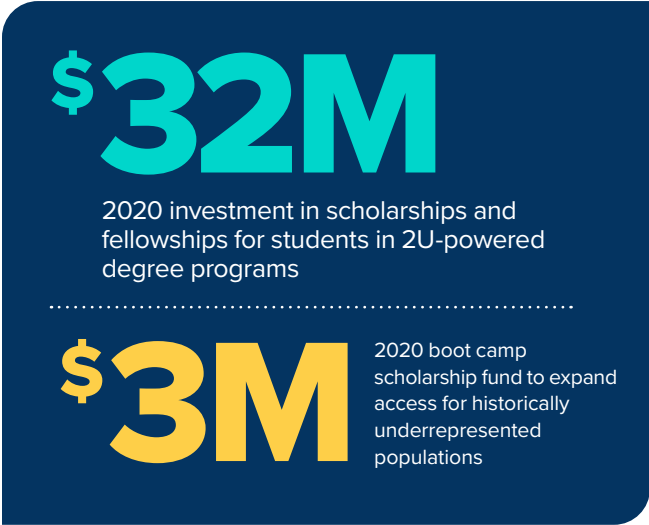 $32M
2020 investment in scholarships and
fellowships for students in 2U-powered
degree programs
$3M
2020 boot camp
scholarship fund to expand
access for historically
underrepresented
populations